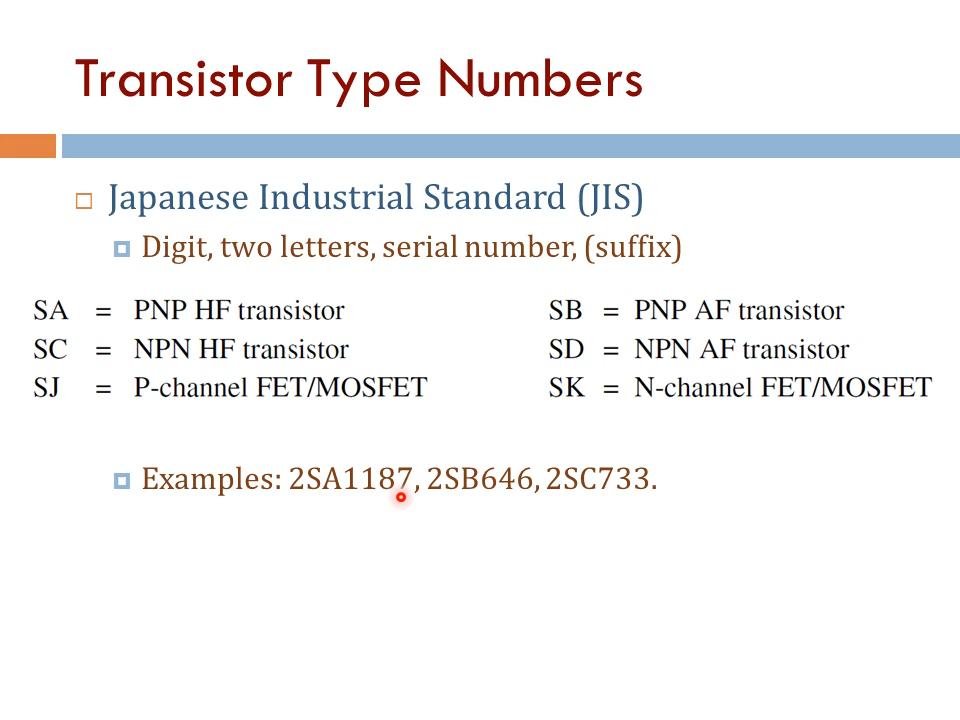 Transistor Type Numbers
Japanese Industrial Standard (JIS)
Digit, two letters, serial number, (suffix)
SA = PNP HF transistor SB = PNP AF transistor
SC = NPN HF transistor SD = NPN AF transistor
SJ = P-channel FET/MOSFET SK = N-channel FET/MOSFET
Examples: 2SA1187, 2SB646, 2SC733.